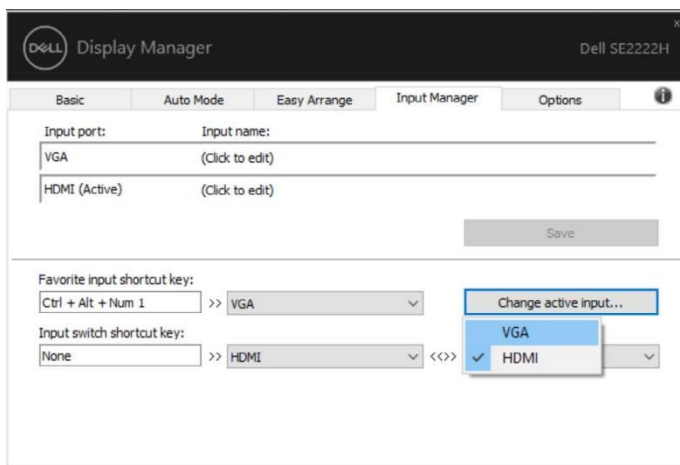 x
DELL Display Manager Dell SE2222H
Basic Auto Mode Easy Arrange Input Manager Options i
Input port: Input name:
VGA (Click to edit)
HDMI (Active) (Click to edit)
Save
Favorite input shortcut key:
Ctrl + Alt + Num 1 >> VGA Change active input...
VGA
Input switch shortcut key:
None >> HDMI <<>> ✓ HDMI